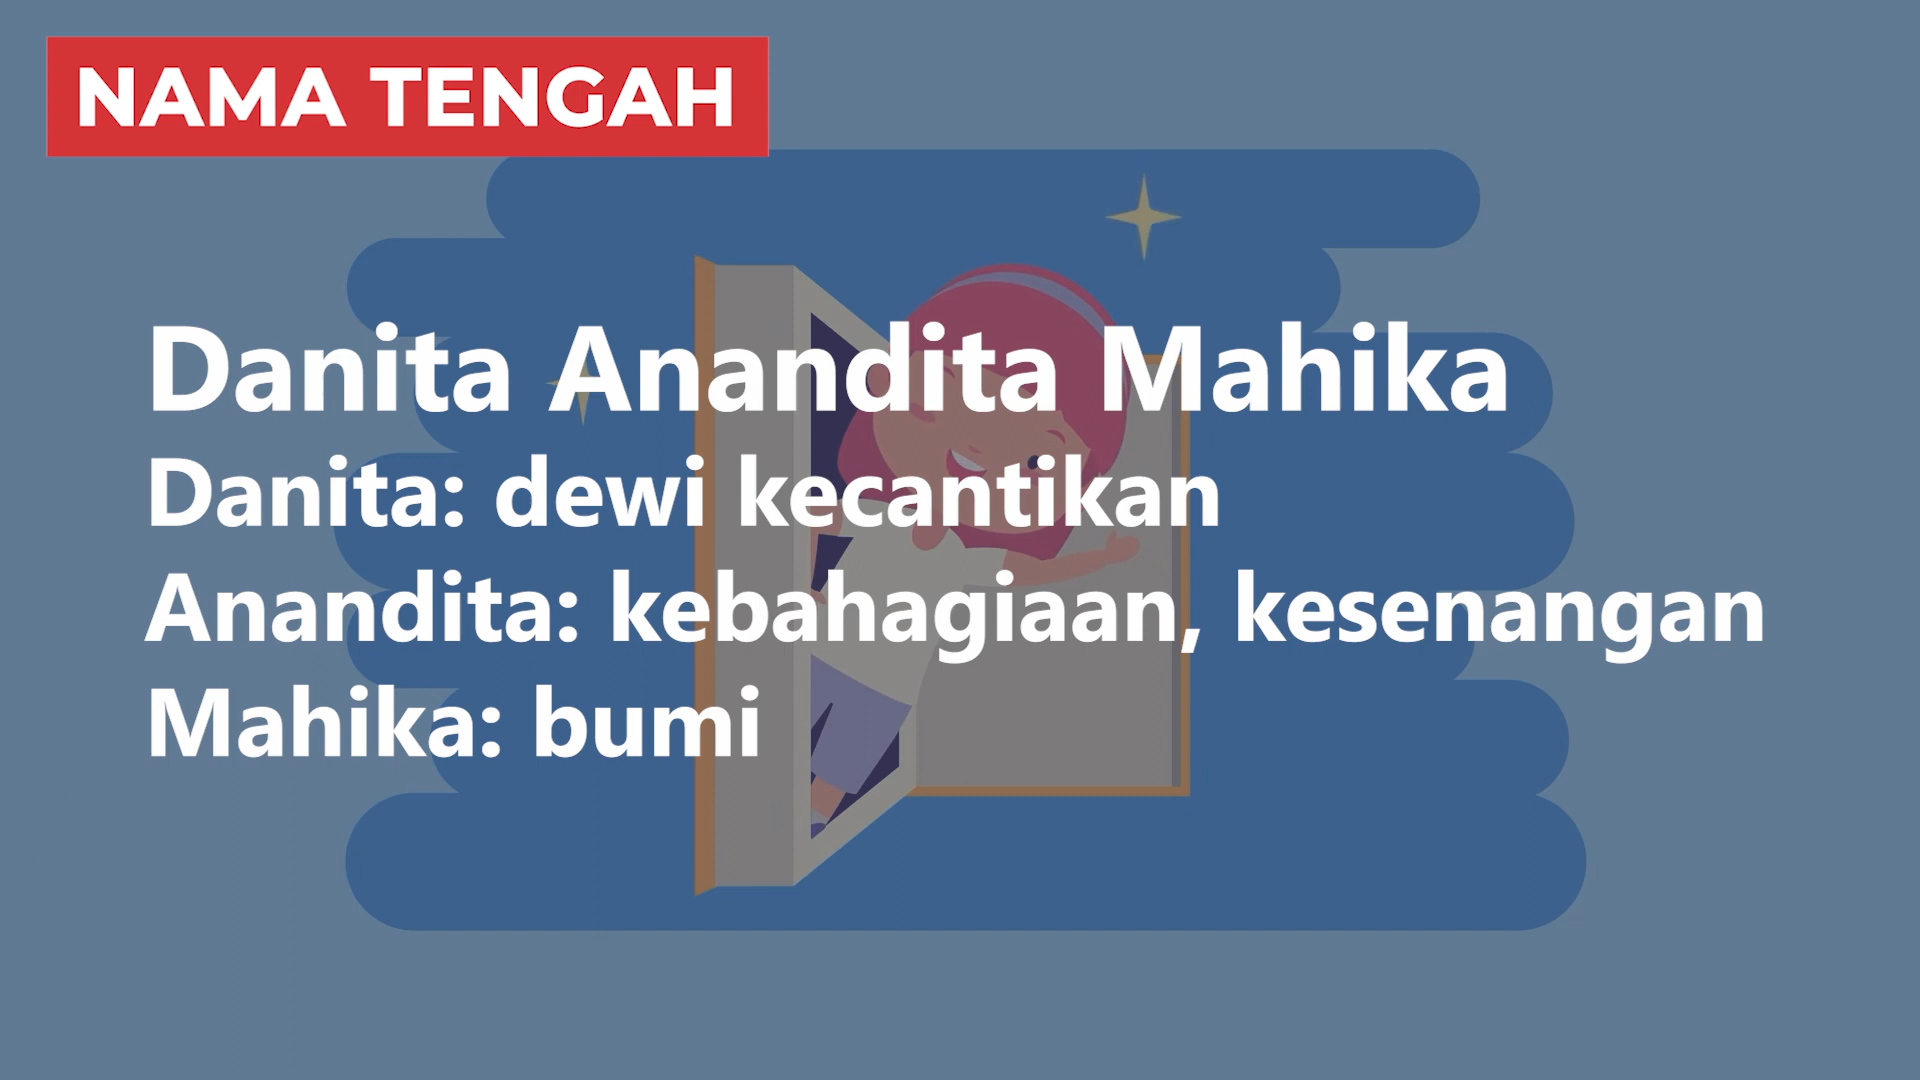 NAMA TENGAH
Danita Anandita Mahika
Danita: dewi kecantikan
Anandita: kebahagiaan, kesenangan
Mahika: bumi